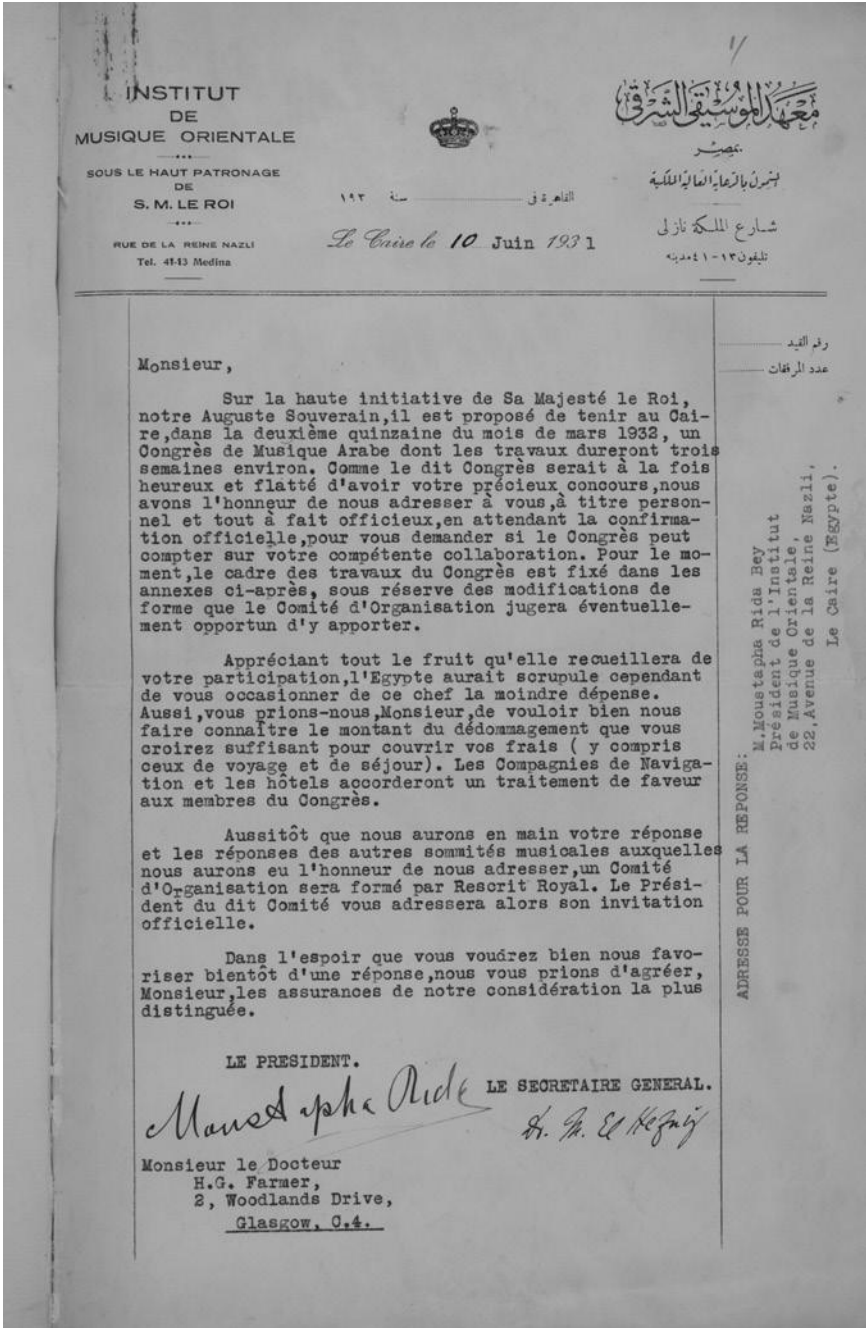 1/
INSTITUT
DE
MUSIQUE ORIENTALE
SOUS LE HAUT PATRONAGE
DE
S. M. LE ROI
RUE DE LA REINE NAZLI
Tel. 41-13 Medina
معهد الموسيقى الشرقى
بمصر
المشمول بالرعاية العالية الملكية
شارع الملكة نازلى
تليفون ١٣-٤١ مدينه
القاهرة فى سنة ١٩٣
Le Caire le 10 Juin 1931
رقم القيد
عدد المرفقات
Monsieur,
Sur la haute initiative de Sa Majesté le Roi,
notre Auguste Souverain,il est proposé de tenir au Cai-
re,dans la deuxième quinzaine du mois de mars 1932, un
Congrès de Musique Arabe dont les travaux dureront trois
semaines environ. Comme le dit Congrès serait à la fois
heureux et flatté d'avoir votre précieux concours,nous
avons l'honneur de nous adresser à vous,à titre person-
nel et tout à fait officieux,en attendant la confirma-
tion officielle,pour vous demander si le Congrès peut
compter sur votre compétente collaboration. Pour le mo-
ment,le cadre des travaux du Congrès est fixé dans les
annexes ci-après, sous réserve des modifications de
forme que le Comité d'Organisation jugera éventuelle-
ment opportun d'y apporter.
Appréciant tout le fruit qu'elle recueillera de
votre participation,l'Egypte aurait scrupule cependant
de vous occasionner de ce chef la moindre dépense.
Aussi,vous prions-nous,Monsieur,de vouloir bien nous
faire connaître le montant du dédommagement que vous
croirez suffisant pour couvrir vos frais ( y compris
ceux de voyage et de séjour). Les Compagnies de Naviga-
tion et les hôtels accorderont un traitement de faveur
aux membres du Congrès.
Aussitôt que nous aurons en main votre réponse
et les réponses des autres sommités musicales auxquelles
nous aurons eu l'honneur de nous adresser,un Comité
d'Organisation sera formé par Rescrit Royal. Le Prési-
dent du dit Comité vous adressera alors son invitation
officielle.
Dans l'espoir que vous voudrez bien nous favo-
riser bientôt d'une réponse,nous vous prions d'agréer,
Monsieur,les assurances de notre considération la plus
distinguée.
LE PRESIDENT.
Moustapha Rida
LE SECRETAIRE GENERAL.
Dr. M. El Hefny
Monsieur le Docteur
H.G. Farmer,
2, Woodlands Drive,
Glasgow, C.4.
ADRESSE POUR LA REPONSE:
M.Moustapha Rida Bey
Président de l'Institut
de Musique Orientale,
22,Avenue de la Reine Nazli,
Le Caire (Egypte).